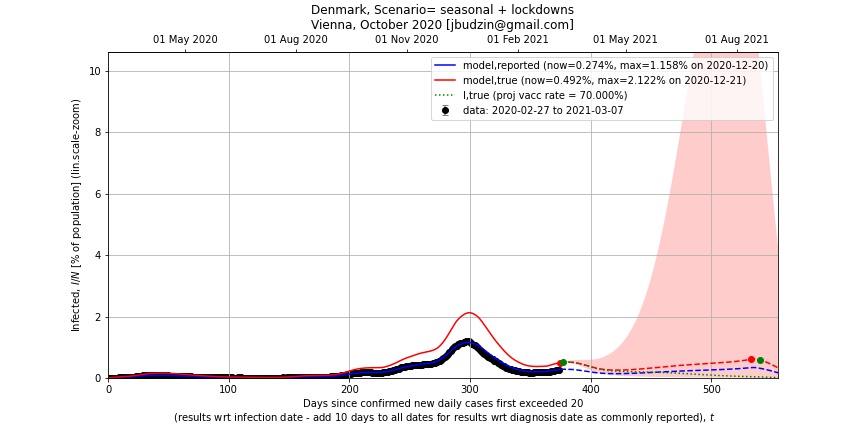 Denmark, Scenario= seasonal + lockdowns
Vienna, October 2020 [jbudzin@gmail.com]
01 May 2020 01 Aug 2020 01 Nov 2020 01 Feb 2021 01 May 2021 01 Aug 2021
model,reported (now=0.274%, max=1.158% on 2020-12-20)
model,true (now=0.492%, max=2.122% on 2020-12-21)
I,true (proj vacc rate = 70.000%)
data: 2020-02-27 to 2021-03-07
Infected, I/N [% of population] (lin.scale-zoom)
10
8
6
4
2
0
0 100 200 300 400 500
Days since confirmed new daily cases first exceeded 20
(results wrt infection date - add 10 days to all dates for results wrt diagnosis date as commonly reported), t